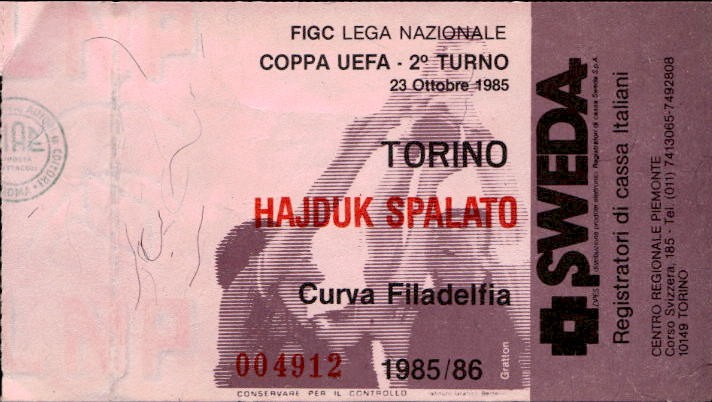 FIGC LEGA NAZIONALE
COPPA UEFA - 2º TURNO
23 Ottobre 1985
TORINO
HAJDUK SPALATO
Curva Filadelfia
004912
1985/86
Gratton
CONSERVARE PER IL CONTROLLO
SWEDA
Registratori di cassa Italiani
CENTRO REGIONALE PIEMONTE
Corso Svizzera, 185 - Tel. (011) 7413065-7492808
10149 TORINO